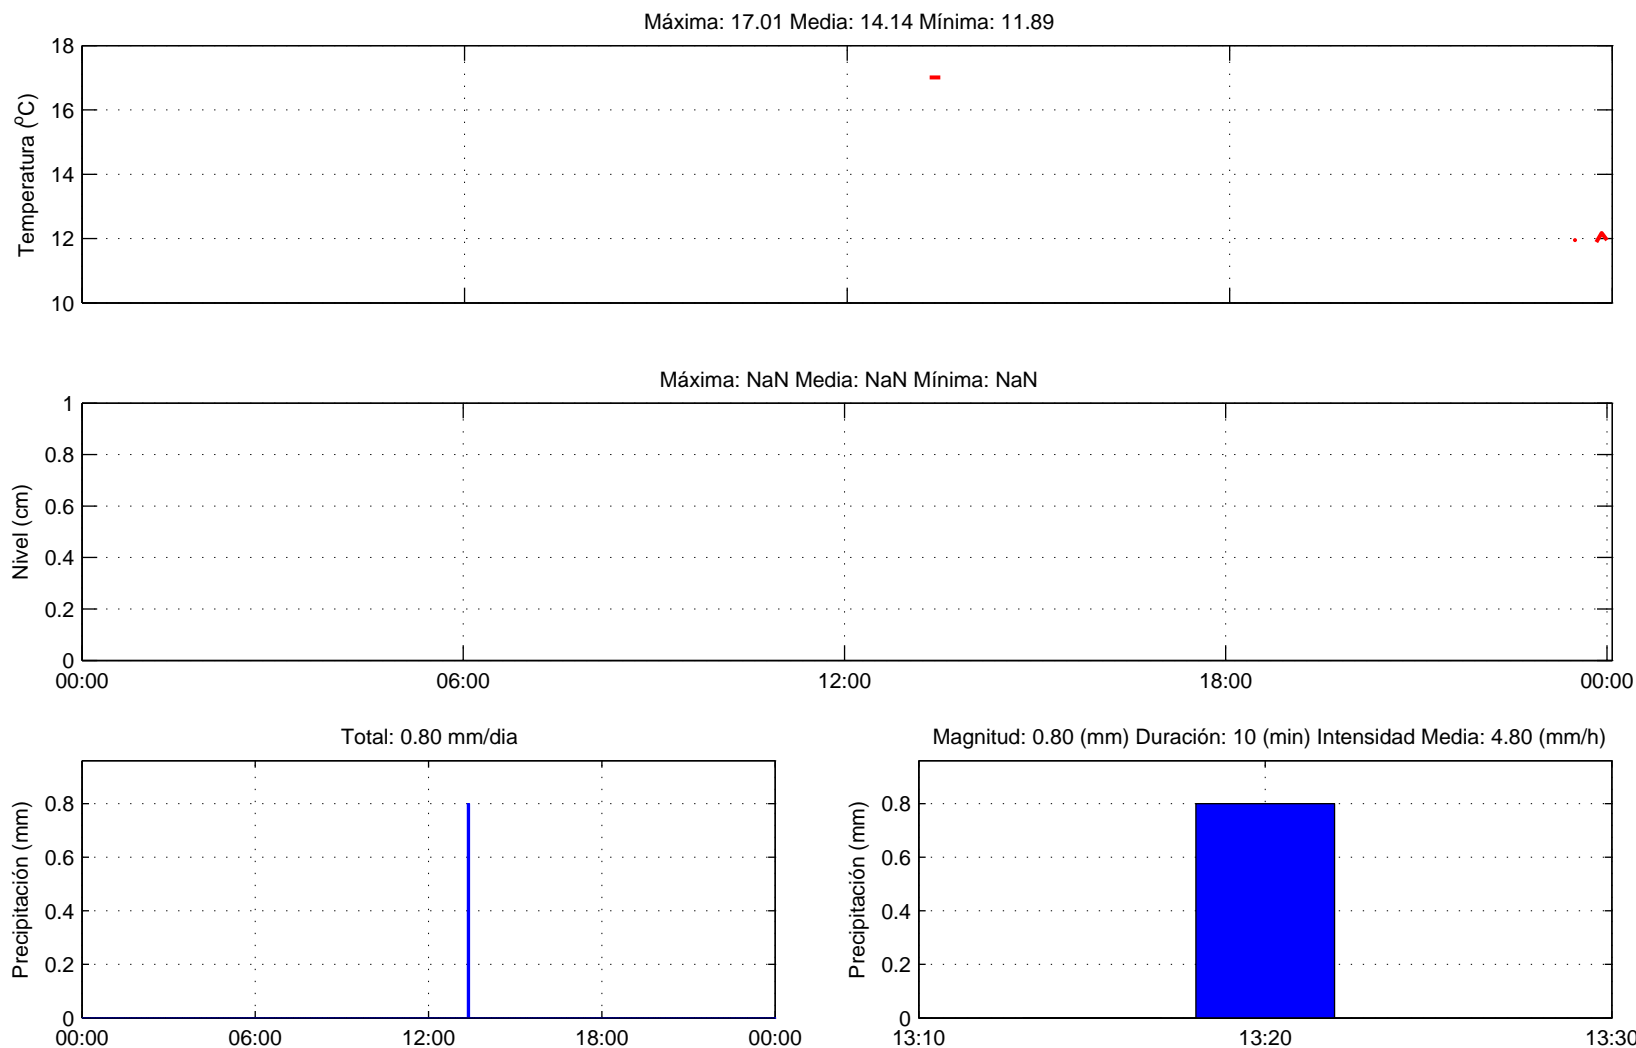 Máxima: 17.01 Media: 14.14 Mínima: 11.89
Temperatura (ºC)
18
16
14
12
10
Máxima: NaN Media: NaN Mínima: NaN
Nivel (cm)
1
0.8
0.6
0.4
0.2
0
00:00 06:00 12:00 18:00 00:00
Total: 0.80 mm/dia
Precipitación (mm)
0.8
0.6
0.4
0.2
0
00:00 06:00 12:00 18:00 00:00
Magnitud: 0.80 (mm) Duración: 10 (min) Intensidad Media: 4.80 (mm/h)
Precipitación (mm)
0.8
0.6
0.4
0.2
0
13:10 13:20 13:30